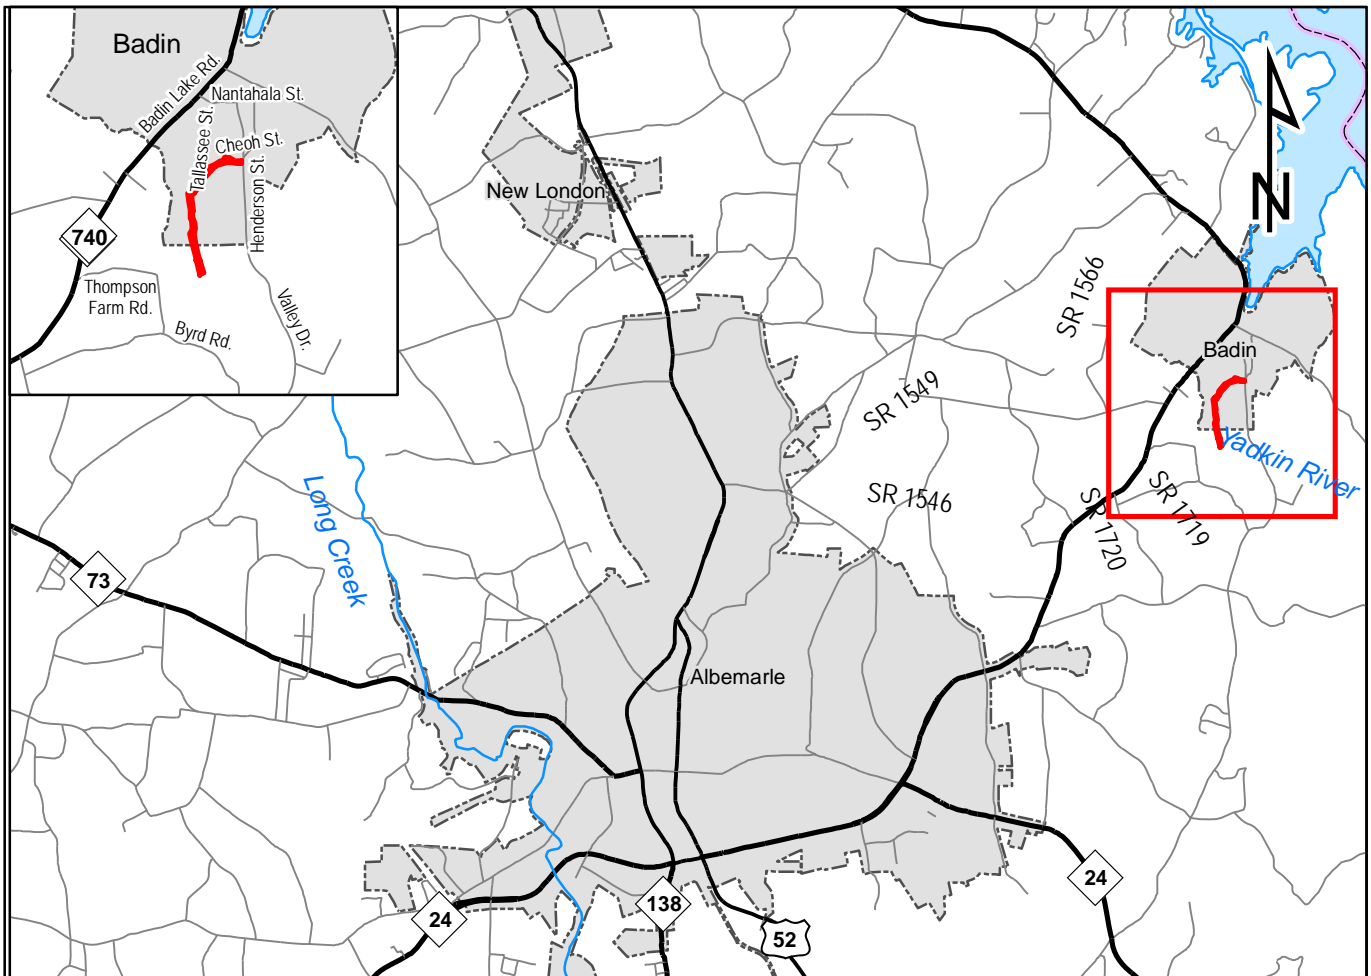 Badin
Badin Lake Rd.
Nantahala St.
Tallassee St.
Cheoh St.
Henderson St.
740
Thompson
Farm Rd.
Byrd Rd.
Valley Dr.
New London
N
SR 1566
Badin
SR 1549
Yadkin River
SR 1546
SR 1719
SR 1720
Long Creek
73
Albemarle
24
138
52
24